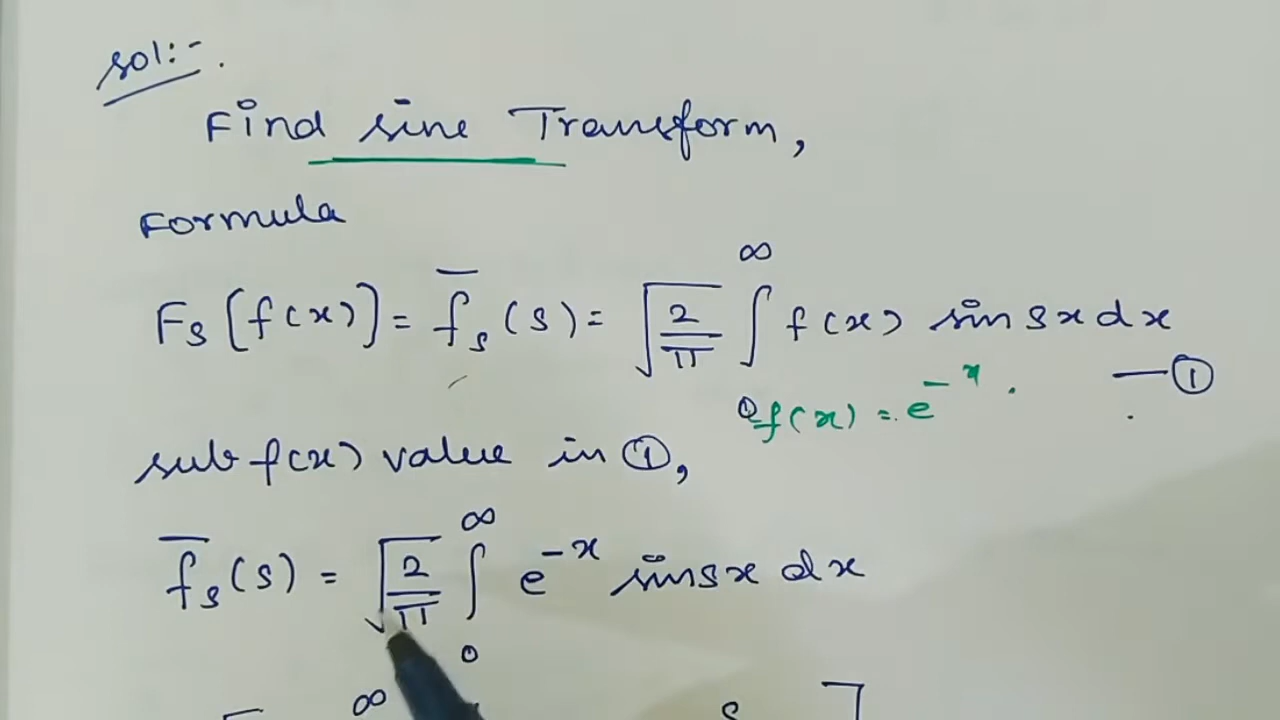 sol:-.
Find sine Transform,
Formula
Fs[f(x)] = f̅s(s) = √(2/π) ∫₀^∞ f(x) sin sx dx
f(x) = e^-x. —①
sub f(x) value in ①,
f̅s(s) = √(2/π) ∫₀^∞ e^-x sin sx dx
∞ s ]